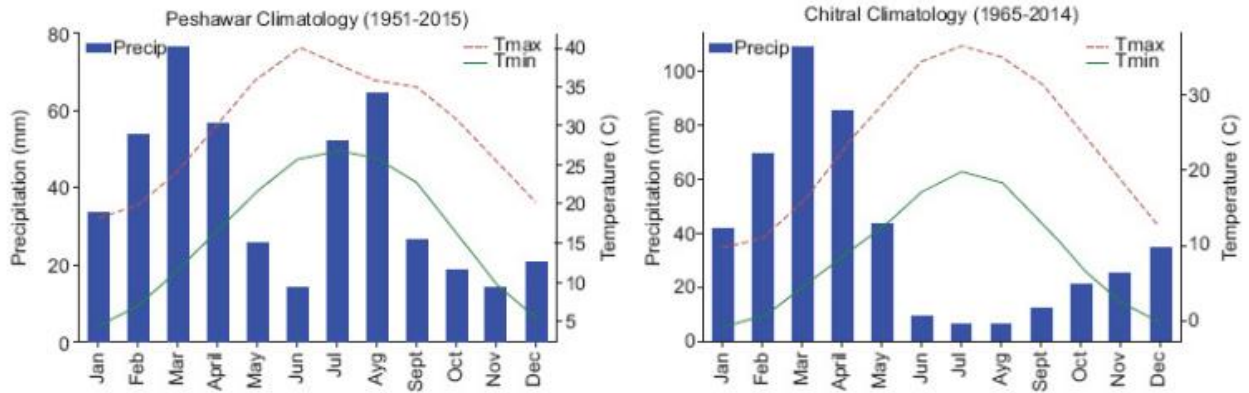 Peshawar Climatology (1951-2015)
80
60
40
20
0
Precipitation (mm)
Precip
Tmax
Tmin
40
35
30
25
20
15
10
5
Temperature ( C)
Jan
Feb
Mar
April
May
Jun
Jul
Ayg
Sept
Oct
Nov
Dec
Chitral Climatology (1965-2014)
100
80
60
40
20
0
Precipitation (mm)
Precip
Tmax
Tmin
30
20
10
0
Temperature ( C)
Jan
Feb
Mar
April
May
Jun
Jul
Ayg
Sept
Oct
Nov
Dec